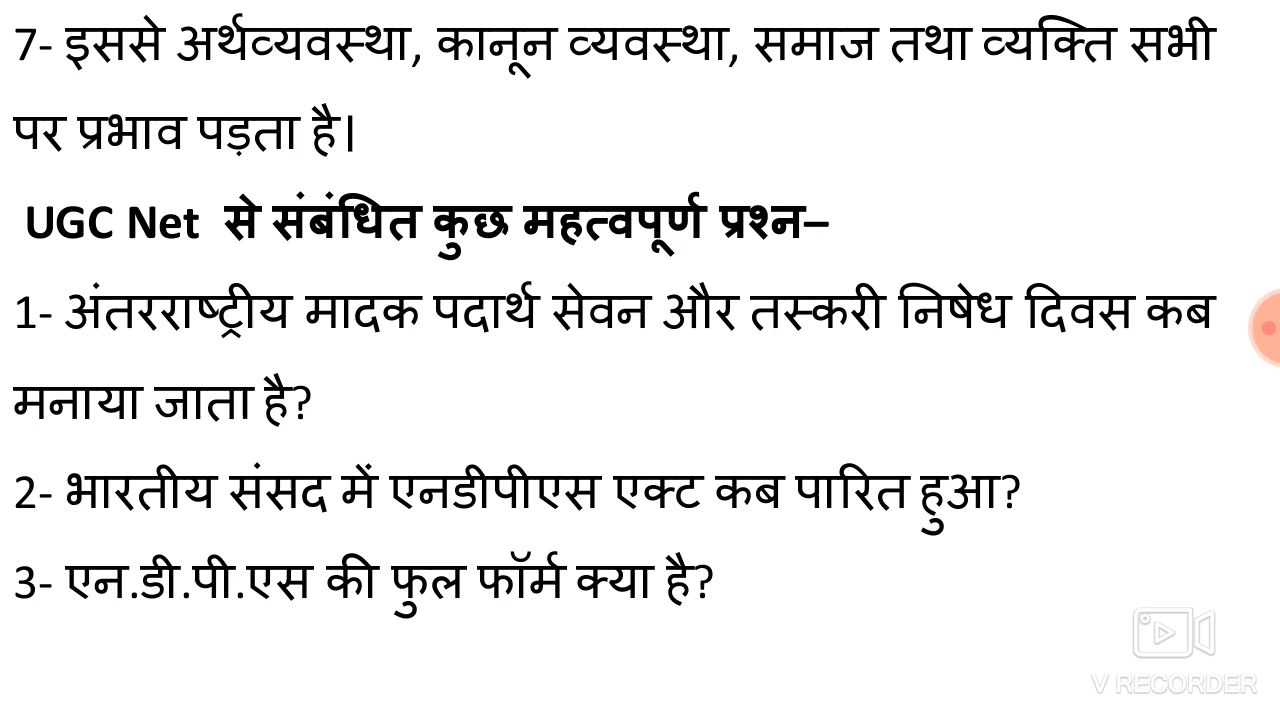 7- इससे अर्थव्यवस्था, कानून व्यवस्था, समाज तथा व्यक्ति सभी
पर प्रभाव पड़ता है।
UGC Net से संबंधित कुछ महत्वपूर्ण प्रश्न–
1- अंतरराष्ट्रीय मादक पदार्थ सेवन और तस्करी निषेध दिवस कब
मनाया जाता है?
2- भारतीय संसद में एनडीपीएस एक्ट कब पारित हुआ?
3- एन.डी.पी.एस की फुल फॉर्म क्या है?
V RECORDER